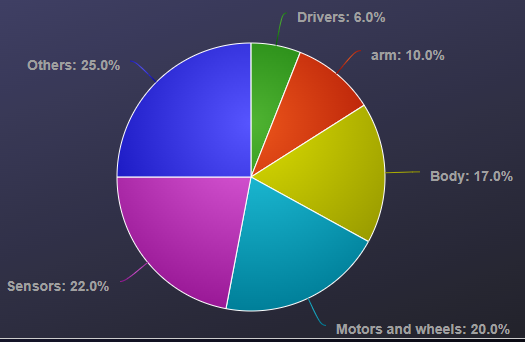 Drivers: 6.0%
arm: 10.0%
Others: 25.0%
Body: 17.0%
Sensors: 22.0%
Motors and wheels: 20.0%